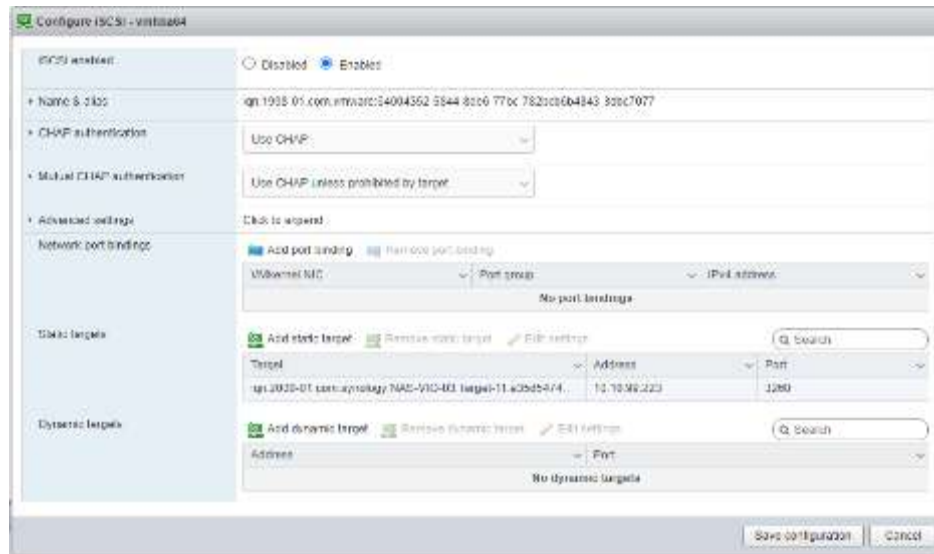 Configure iSCSI - vmhba64
iSCSI enabled
Disabled Enabled
Name & alias
CHAP authentication
Use CHAP
Mutual CHAP authentication
Use CHAP unless prohibited by target
Advanced settings
Click to expand
Network port bindings
Add port binding Remove port binding
VMkernel NIC Port group IPv4 address
No port bindings
Static targets
Add static target Remove static target Edit settings Search
Target Address Port
10.10.99.223 3260
Dynamic targets
Add dynamic target Remove dynamic target Edit settings Search
Address Port
No dynamic targets
Save configuration Cancel